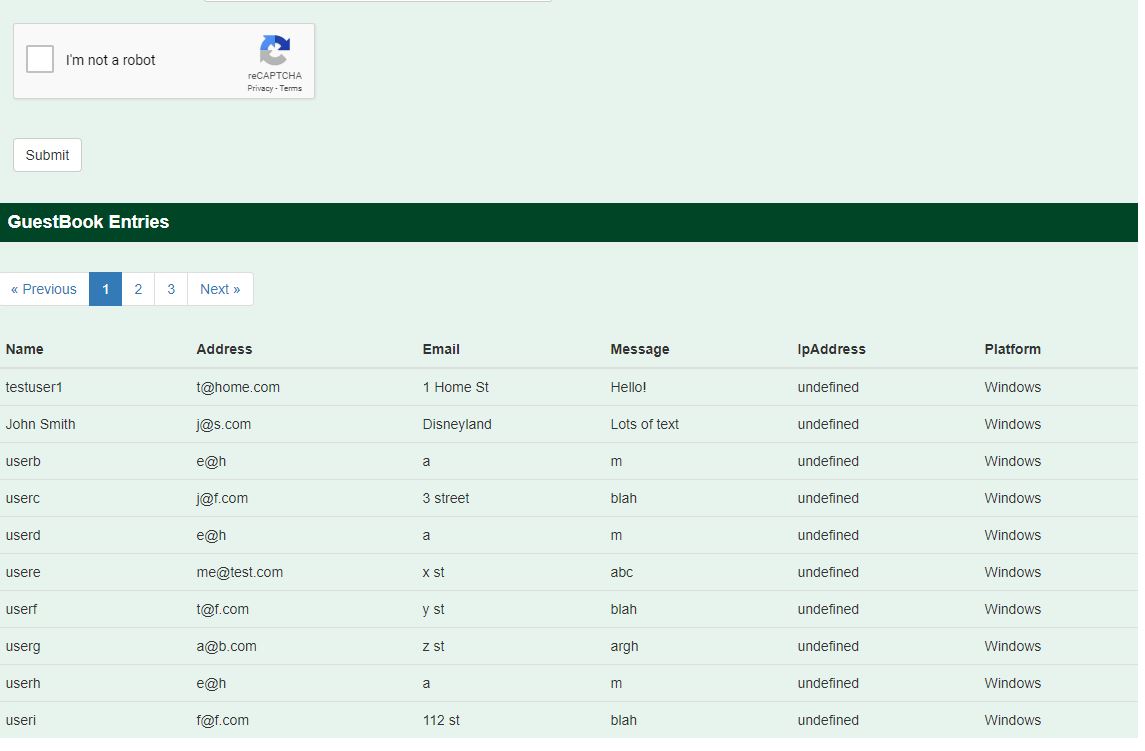 I'm not a robot
reCAPTCHA
Privacy - Terms
Submit
GuestBook Entries
« Previous 1 2 3 Next »
Name Address Email Message IpAddress Platform
testuser1 t@home.com 1 Home St Hello! undefined Windows
John Smith j@s.com Disneyland Lots of text undefined Windows
userb e@h a m undefined Windows
userc j@f.com 3 street blah undefined Windows
userd e@h a m undefined Windows
usere me@test.com x st abc undefined Windows
userf t@f.com y st blah undefined Windows
userg a@b.com z st argh undefined Windows
userh e@h a m undefined Windows
useri f@f.com 112 st blah undefined Windows